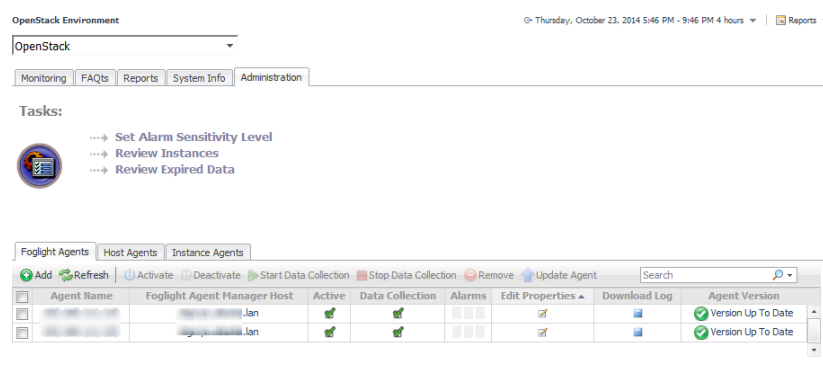 OpenStack Environment
Thursday, October 23, 2014 5:46 PM - 9:46 PM 4 hours
Reports
OpenStack
Monitoring FAQts Reports System Info Administration
Tasks:
Set Alarm Sensitivity Level
Review Instances
Review Expired Data
Foglight Agents Host Agents Instance Agents
Add Refresh Activate Deactivate Start Data Collection Stop Data Collection Remove Update Agent Search
Agent Name Foglight Agent Manager Host Active Data Collection Alarms Edit Properties Download Log Agent Version
.lan Version Up To Date
.lan Version Up To Date